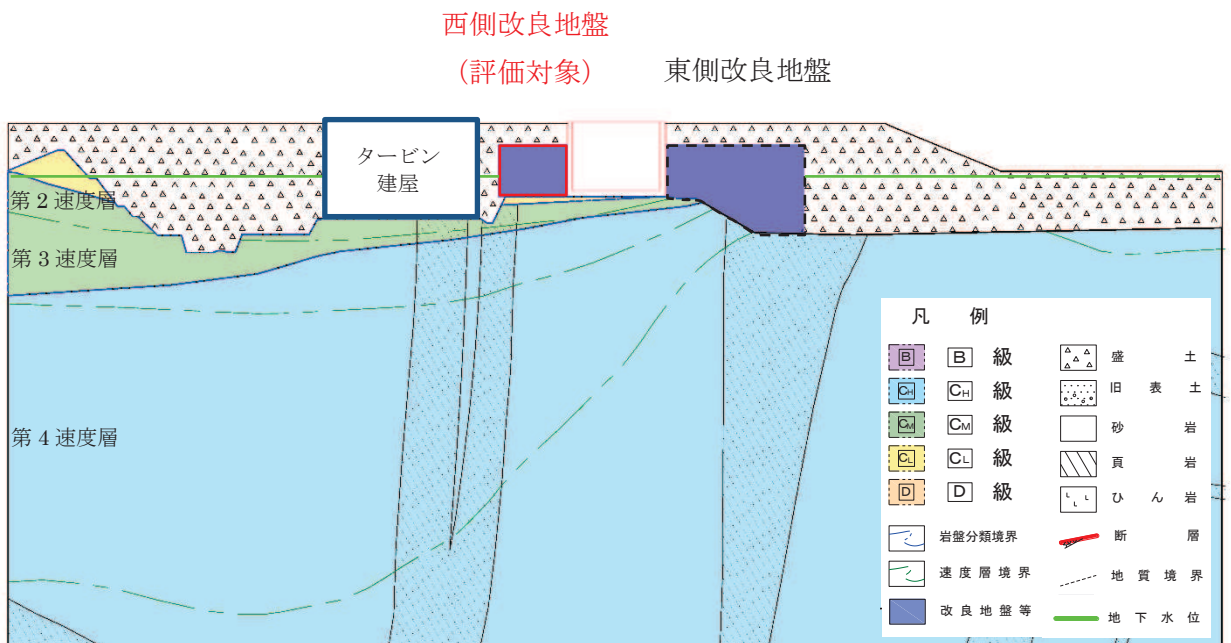 西側改良地盤
（評価対象）
東側改良地盤
タービン
建屋
第2速度層
第3速度層
第4速度層
凡 例
B B 級 盛 土
CH CH 級 旧 表 土
CM CM 級 砂 岩
CL CL 級 頁 岩
D D 級 ひ ん 岩
岩盤分類境界 断 層
速 度 層 境 界 地 質 境 界
改 良 地 盤 等 地 下 水 位